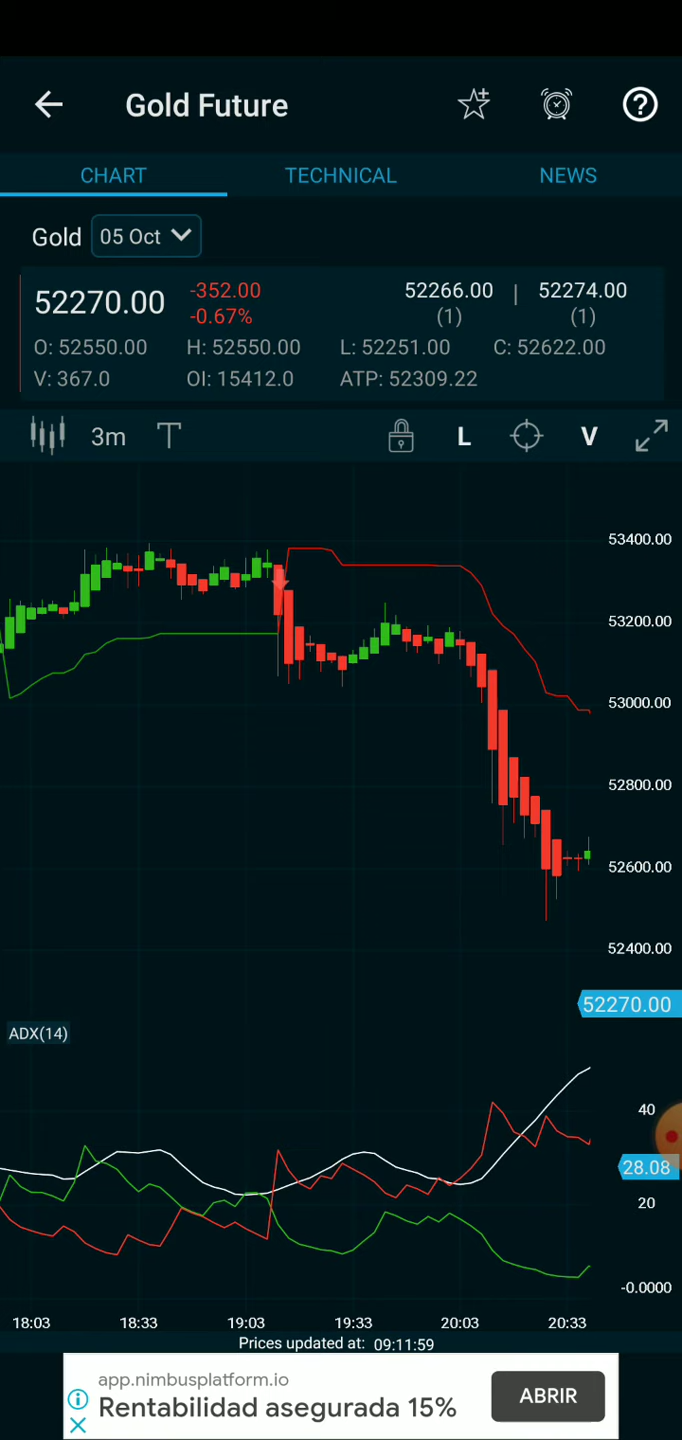 Gold Future
CHART TECHNICAL NEWS
Gold 05 Oct
52270.00 -352.00 52266.00 | 52274.00
-0.67% (1) (1)
O: 52550.00 H: 52550.00 L: 52251.00 C: 52622.00
V: 367.0 OI: 15412.0 ATP: 52309.22
3m T L V
53400.00
53200.00
53000.00
52800.00
52600.00
52400.00
52270.00
ADX(14)
40
28.08
20
-0.0000
18:03 18:33 19:03 19:33 20:03 20:33
Prices updated at: 09:11:59
app.nimbusplatform.io
Rentabilidad asegurada 15%
ABRIR